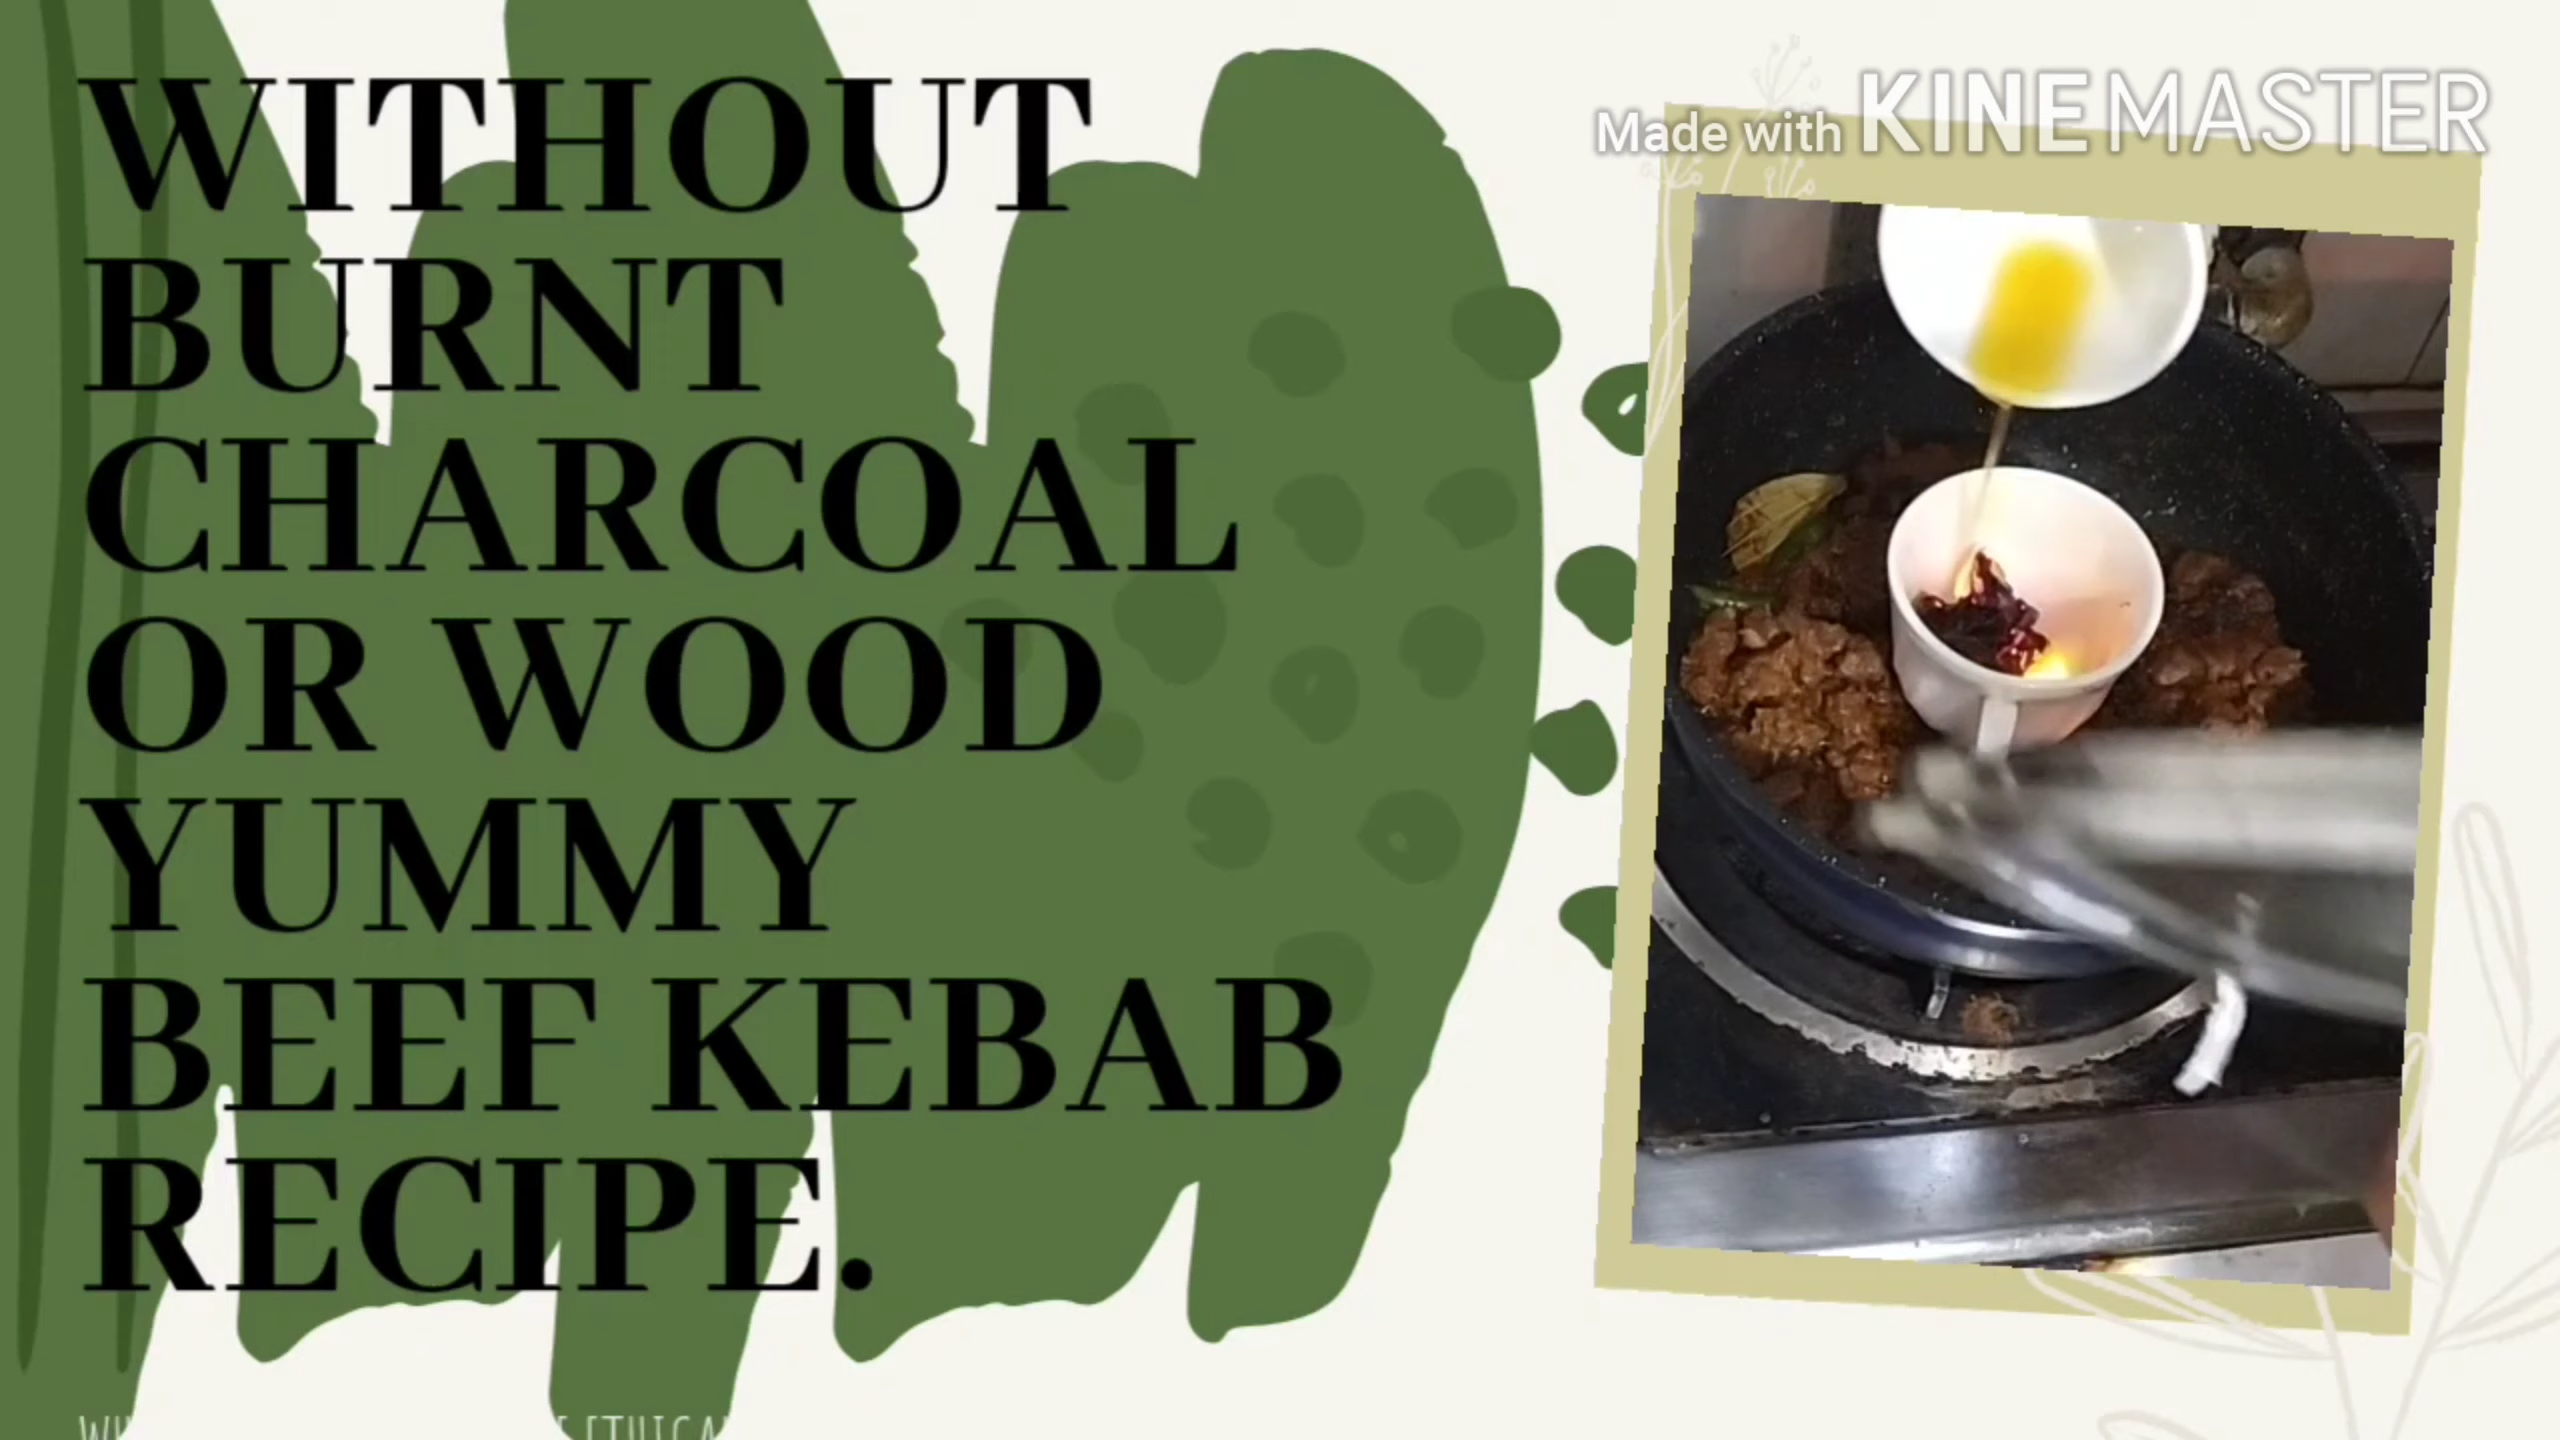 WITHOUT
BURNT
CHARCOAL
OR WOOD
YUMMY
BEEF KEBAB
RECIPE.
Made with KINEMASTER